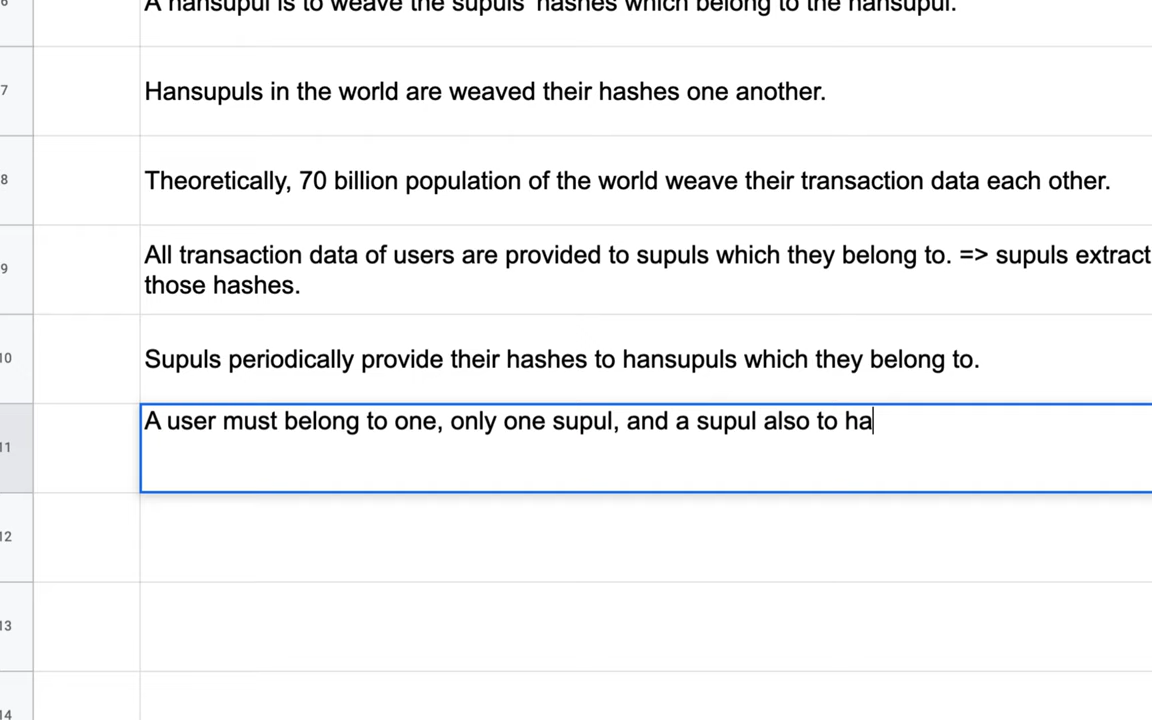 6
A hansupul is to weave the supuls' hashes which belong to the hansupul.
7
Hansupuls in the world are weaved their hashes one another.
8
Theoretically, 70 billion population of the world weave their transaction data each other.
9
All transaction data of users are provided to supuls which they belong to. => supuls extract
those hashes.
10
Supuls periodically provide their hashes to hansupuls which they belong to.
11
A user must belong to one, only one supul, and a supul also to ha
12
13
14